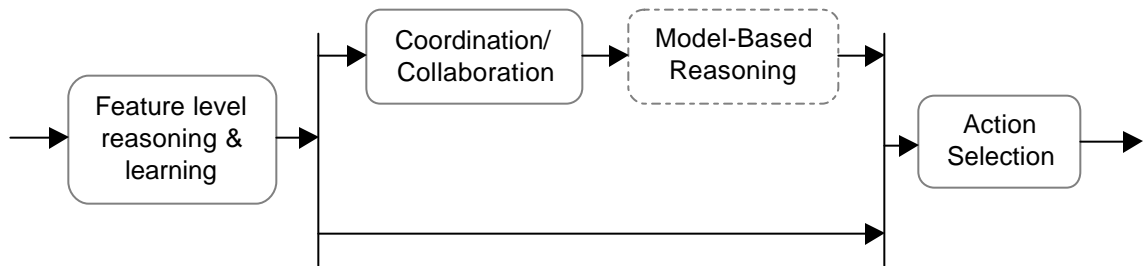 Feature level
reasoning &
learning
Coordination/
Collaboration
Model-Based
Reasoning
Action
Selection